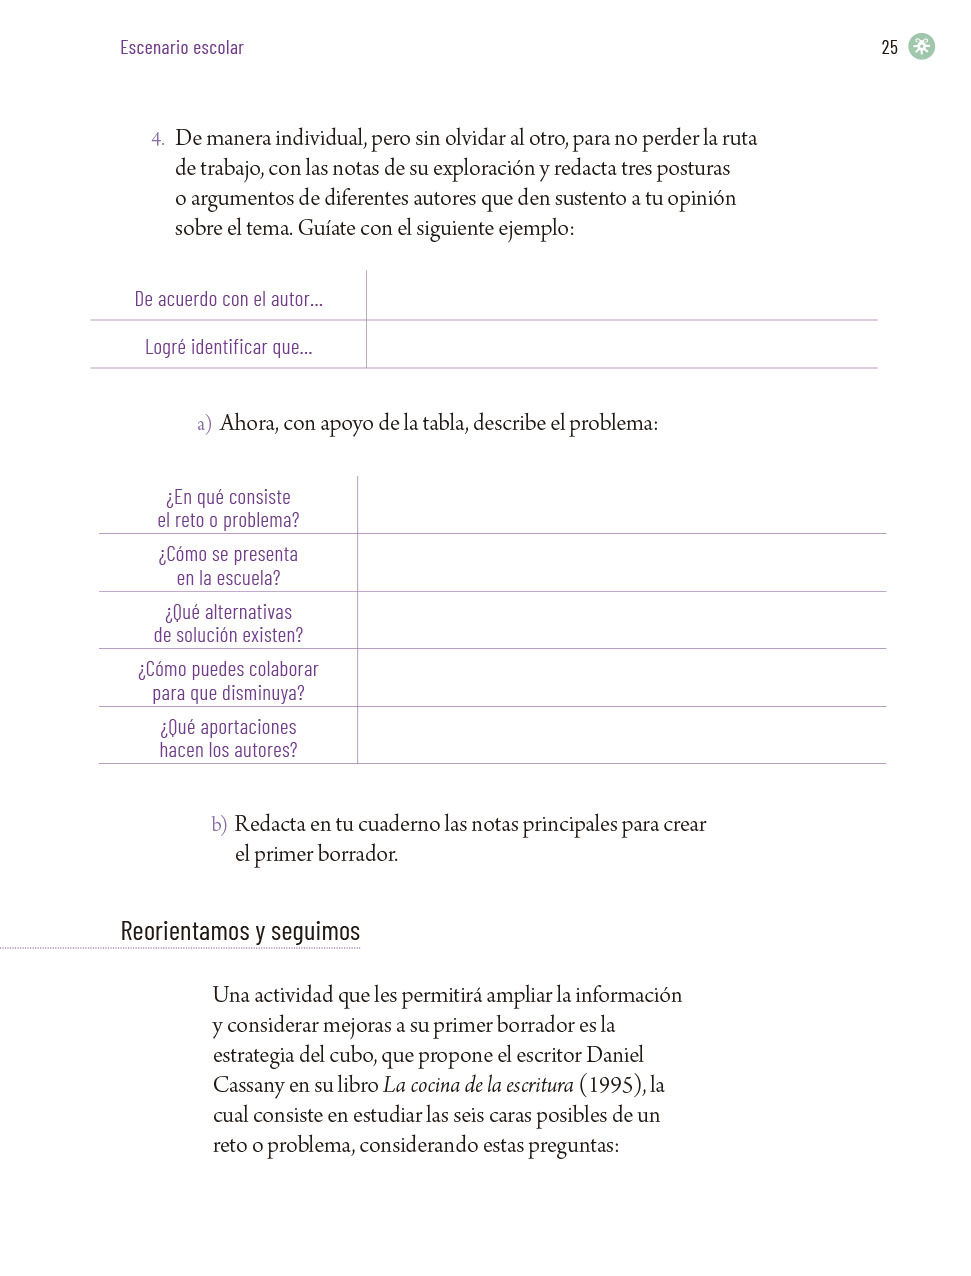 Escenario escolar
25
4. De manera individual, pero sin olvidar al otro, para no perder la ruta
de trabajo, con las notas de su exploración y redacta tres posturas
o argumentos de diferentes autores que den sustento a tu opinión
sobre el tema. Guíate con el siguiente ejemplo:
De acuerdo con el autor...
Logré identificar que...
a) Ahora, con apoyo de la tabla, describe el problema:
¿En qué consiste
el reto o problema?
¿Cómo se presenta
en la escuela?
¿Qué alternativas
de solución existen?
¿Cómo puedes colaborar
para que disminuya?
¿Qué aportaciones
hacen los autores?
b) Redacta en tu cuaderno las notas principales para crear
el primer borrador.
Reorientamos y seguimos
Una actividad que les permitirá ampliar la información
y considerar mejoras a su primer borrador es la
estrategia del cubo, que propone el escritor Daniel
Cassany en su libro La cocina de la escritura (1995), la
cual consiste en estudiar las seis caras posibles de un
reto o problema, considerando estas preguntas: